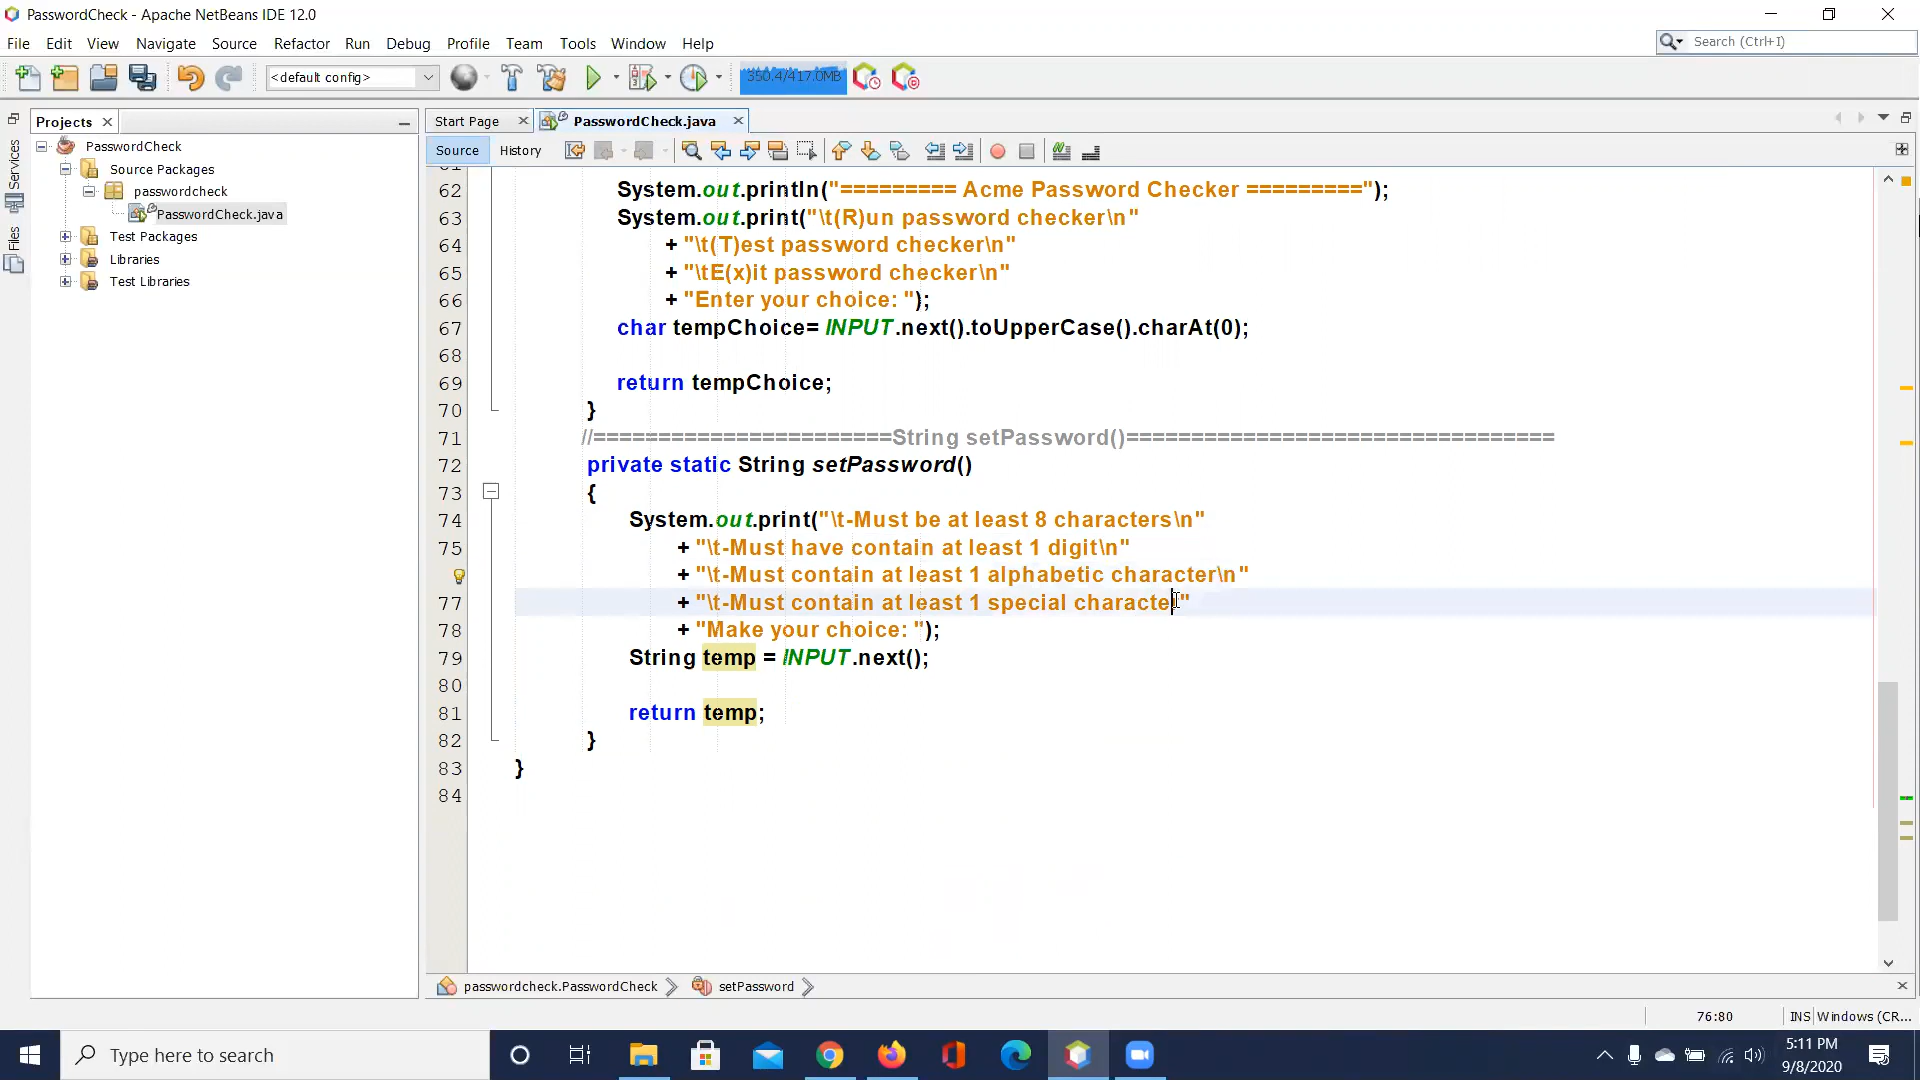 PasswordCheck - Apache NetBeans IDE 12.0
File Edit View Navigate Source Refactor Run Debug Profile Team Tools Window Help
Search (Ctrl+I)
<default config>
350.4/417.0MB
Projects
Start Page
PasswordCheck.java
Services
Files
PasswordCheck
Source Packages
passwordcheck
PasswordCheck.java
Test Packages
Libraries
Test Libraries
Source History
62 System.out.println("========= Acme Password Checker =========");
63 System.out.print("\t(R)un password checker\n"
64 + "\t(T)est password checker\n"
65 + "\tE(x)it password checker\n"
66 + "Enter your choice: ");
67 char tempChoice= INPUT.next().toUpperCase().charAt(0);
68
69 return tempChoice;
70 }
71 //=======================String setPassword()=================================
72 private static String setPassword()
73 {
74 System.out.print("\t-Must be at least 8 characters\n"
75 + "\t-Must have contain at least 1 digit\n"
+ "\t-Must contain at least 1 alphabetic character\n"
77 + "\t-Must contain at least 1 special character"
78 + "Make your choice: ");
79 String temp = INPUT.next();
80
81 return temp;
82 }
83 }
84
passwordcheck.PasswordCheck
setPassword
76:80
INS
Windows (CR...
Type here to search
5:11 PM
9/8/2020